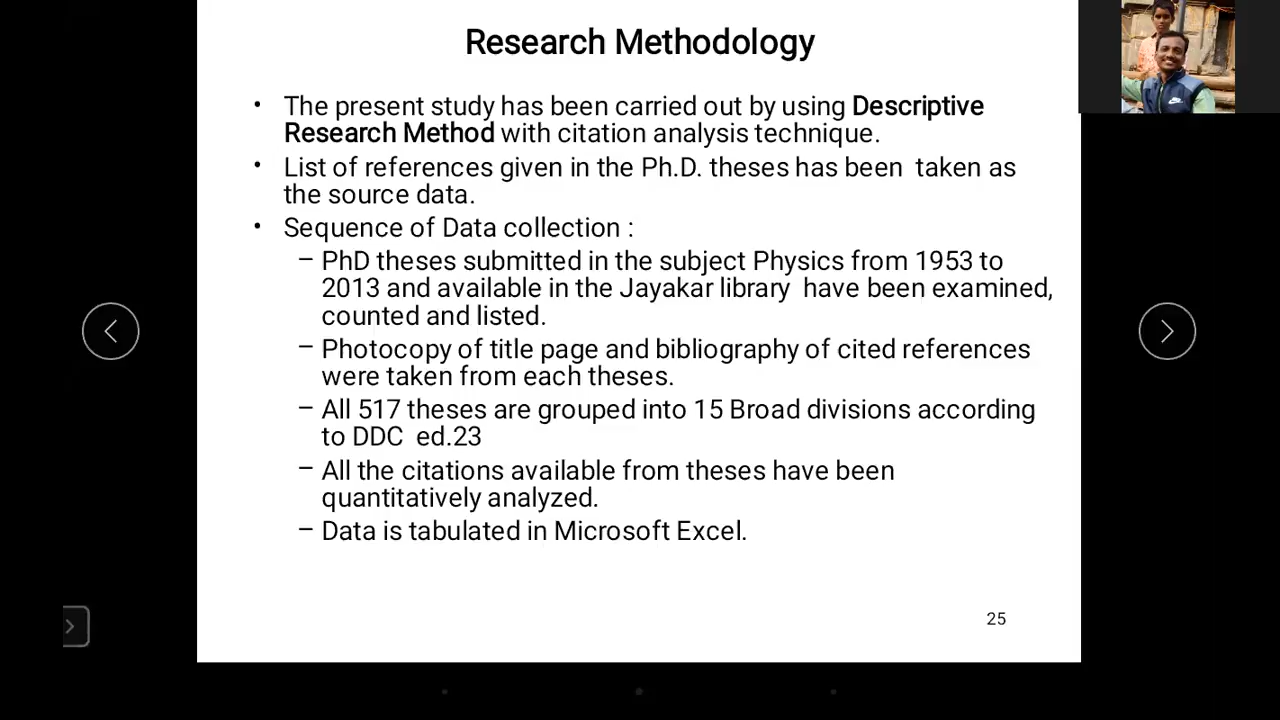 Research Methodology
• The present study has been carried out by using Descriptive
Research Method with citation analysis technique.
• List of references given in the Ph.D. theses has been  taken as
the source data.
• Sequence of Data collection :
– PhD theses submitted in the subject Physics from 1953 to
2013 and available in the Jayakar library  have been examined,
counted and listed.
– Photocopy of title page and bibliography of cited references
were taken from each theses.
– All 517 theses are grouped into 15 Broad divisions according
to DDC  ed.23
– All the citations available from theses have been
quantitatively analyzed.
– Data is tabulated in Microsoft Excel.
25